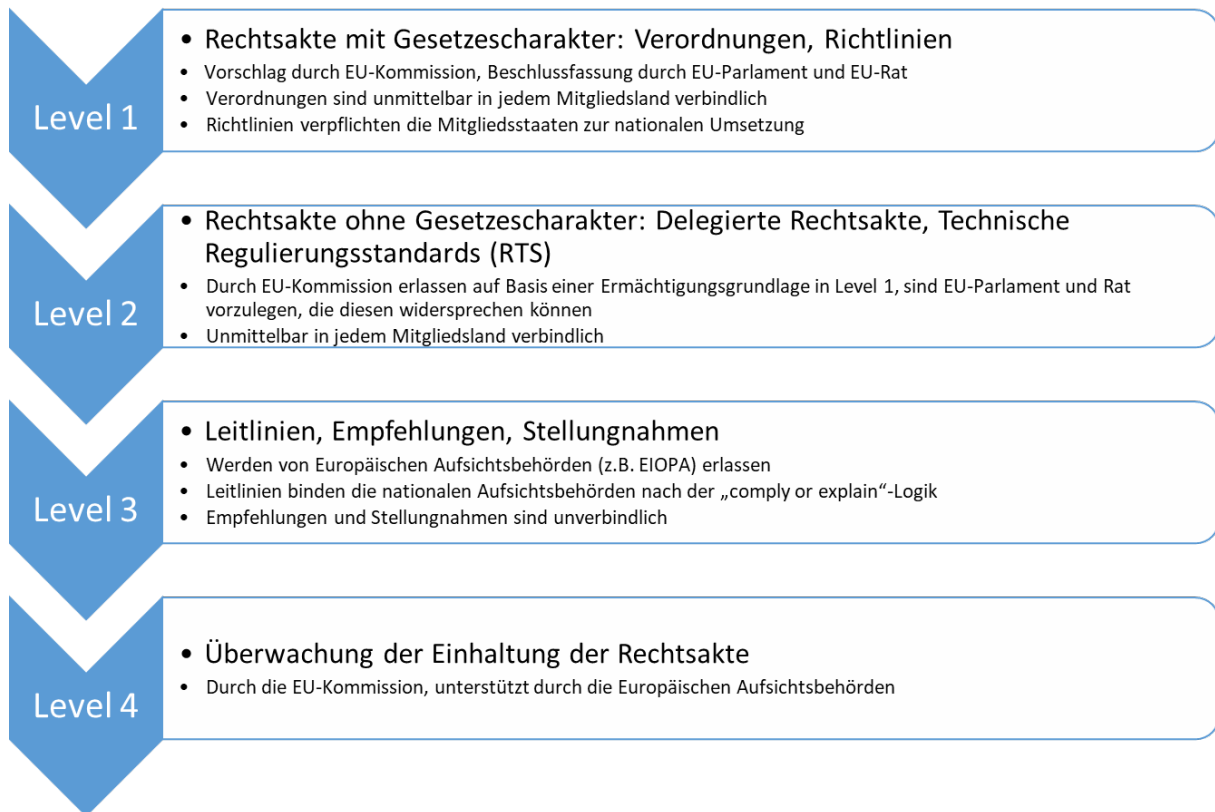 Level 1
• Rechtsakte mit Gesetzescharakter: Verordnungen, Richtlinien
• Vorschlag durch EU-Kommission, Beschlussfassung durch EU-Parlament und EU-Rat
• Verordnungen sind unmittelbar in jedem Mitgliedsland verbindlich
• Richtlinien verpflichten die Mitgliedsstaaten zur nationalen Umsetzung
Level 2
• Rechtsakte ohne Gesetzescharakter: Delegierte Rechtsakte, Technische
Regulierungsstandards (RTS)
• Durch EU-Kommission erlassen auf Basis einer Ermächtigungsgrundlage in Level 1, sind EU-Parlament und Rat
vorzulegen, die diesen widersprechen können
• Unmittelbar in jedem Mitgliedsland verbindlich
Level 3
• Leitlinien, Empfehlungen, Stellungnahmen
• Werden von Europäischen Aufsichtsbehörden (z.B. EIOPA) erlassen
• Leitlinien binden die nationalen Aufsichtsbehörden nach der „comply or explain“-Logik
• Empfehlungen und Stellungnahmen sind unverbindlich
Level 4
• Überwachung der Einhaltung der Rechtsakte
• Durch die EU-Kommission, unterstützt durch die Europäischen Aufsichtsbehörden